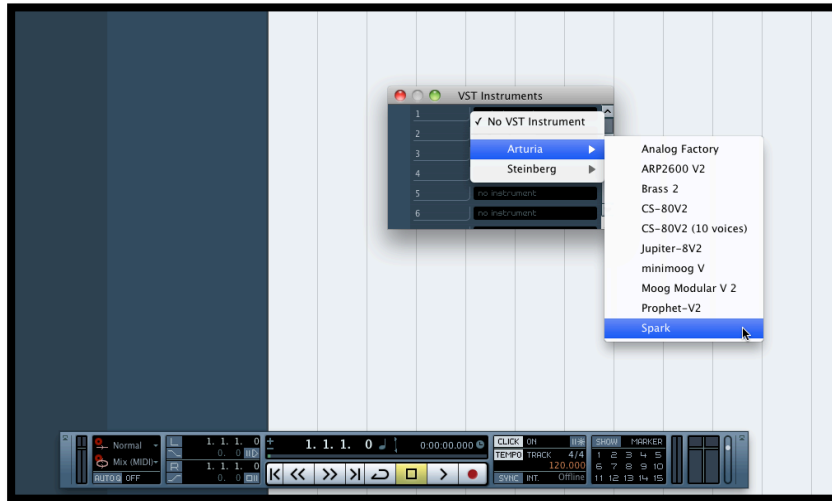 VST Instruments
1
✓ No VST Instrument
2
Arturia
3
Steinberg
4
5 no instrument
6 no instrument
Analog Factory
ARP2600 V2
Brass 2
CS-80V2
CS-80V2 (10 voices)
Jupiter-8V2
minimoog V
Moog Modular V 2
Prophet-V2
Spark
Normal
Mix (MIDI)
AUTO Q OFF
L 1. 1. 1. 0
0. 0
R 1. 1. 1. 0
0. 0
1. 1. 1. 0 0:00:00.000
CLICK ON
TEMPO TRACK 4/4
120.000
SYNC INT. Offline
SHOW MARKER
1 2 3 4 5
6 7 8 9 10
11 12 13 14 15